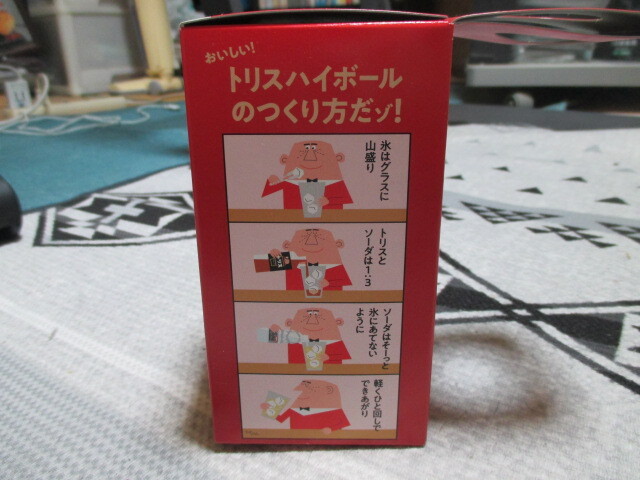 おいしい!
トリスハイボール
のつくり方だゾ!
氷はグラスに
山盛り
トリスと
ソーダは1:3
ソーダはそーっと
氷にあてない
ように
軽くひと回しで
できあがり